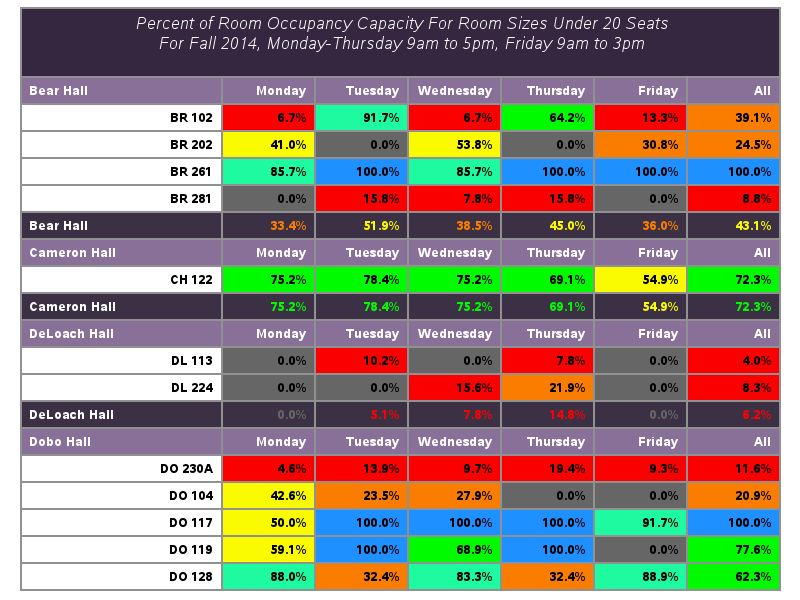 Percent of Room Occupancy Capacity For Room Sizes Under 20 Seats
For Fall 2014, Monday-Thursday 9am to 5pm, Friday 9am to 3pm
Bear Hall Monday Tuesday Wednesday Thursday Friday All
BR 102 6.7% 91.7% 6.7% 64.2% 13.3% 39.1%
BR 202 41.0% 0.0% 53.8% 0.0% 30.8% 24.5%
BR 261 85.7% 100.0% 85.7% 100.0% 100.0% 100.0%
BR 281 0.0% 15.8% 7.8% 15.8% 0.0% 8.8%
Bear Hall 33.4% 51.9% 38.5% 45.0% 36.0% 43.1%
Cameron Hall Monday Tuesday Wednesday Thursday Friday All
CH 122 75.2% 78.4% 75.2% 69.1% 54.9% 72.3%
Cameron Hall 75.2% 78.4% 75.2% 69.1% 54.9% 72.3%
DeLoach Hall Monday Tuesday Wednesday Thursday Friday All
DL 113 0.0% 10.2% 0.0% 7.8% 0.0% 4.0%
DL 224 0.0% 0.0% 15.6% 21.9% 0.0% 8.3%
DeLoach Hall 0.0% 5.1% 7.8% 14.8% 0.0% 6.2%
Dobo Hall Monday Tuesday Wednesday Thursday Friday All
DO 230A 4.6% 13.9% 9.7% 19.4% 9.3% 11.6%
DO 104 42.6% 23.5% 27.9% 0.0% 0.0% 20.9%
DO 117 50.0% 100.0% 100.0% 100.0% 91.7% 100.0%
DO 119 59.1% 100.0% 68.9% 100.0% 0.0% 77.6%
DO 128 88.0% 32.4% 83.3% 32.4% 88.9% 62.3%